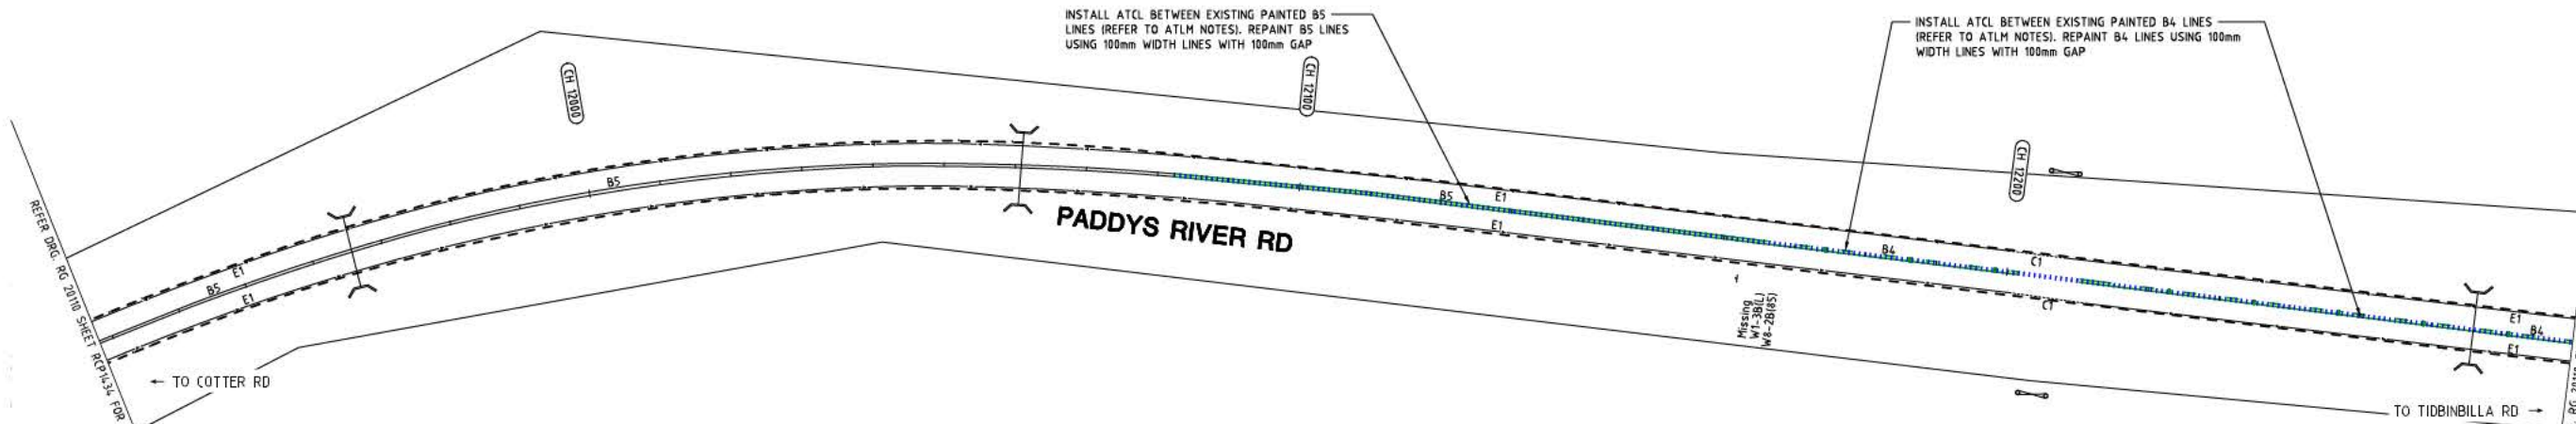 INSTALL ATCL BETWEEN EXISTING PAINTED B5
LINES (REFER TO ATLM NOTES). REPAINT B5 LINES
USING 100mm WIDTH LINES WITH 100mm GAP
INSTALL ATCL BETWEEN EXISTING PAINTED B4 LINES
(REFER TO ATLM NOTES). REPAINT B4 LINES USING 100mm
WIDTH LINES WITH 100mm GAP
CH 12000
CH 12100
CH 12200
REFER DRG. RG 20110 SHEET RCP1434 FOR
E1
B5
E1
B5
PADDYS RIVER RD
B5
E1
E1
B4
C1
C1
Missing
W1-3B(L)
W8-2B(85)
E1
B4
E1
← TO COTTER RD
TO TIDBINBILLA RD →